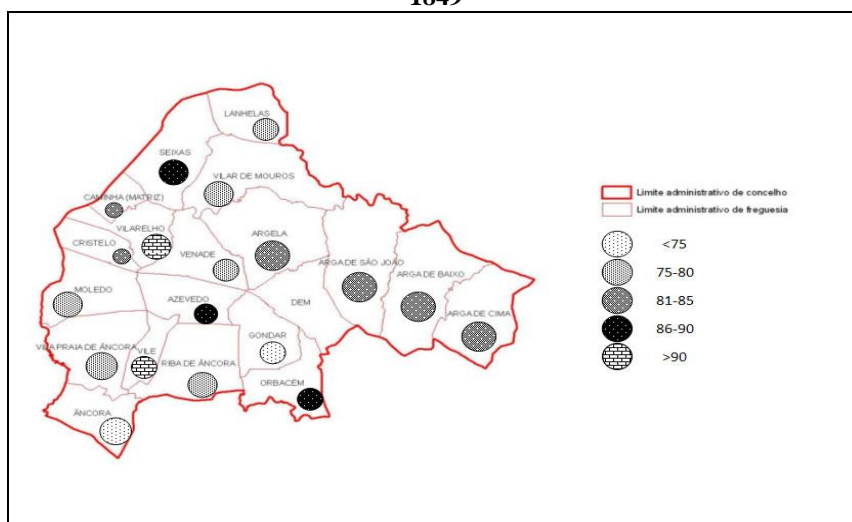 1849
LANHELAS
SEIXAS
VILAR DE MOUROS
CAMINHA (MATRIZ)
VILARELHO
CRISTELO
VENADE
ARGELA
ARGA DE SÃO JOÃO
ARGA DE BAIXO
MOLEDO
AZEVEDO
DEM
ARGA DE CIMA
GONDAR
VILA PRAIA DE ÂNCORA
VILE
RIBA DE ÂNCORA
ORBACÉM
ÂNCORA
Limite administrativo de concelho
Limite administrativo de freguesia
<75
75-80
81-85
86-90
>90